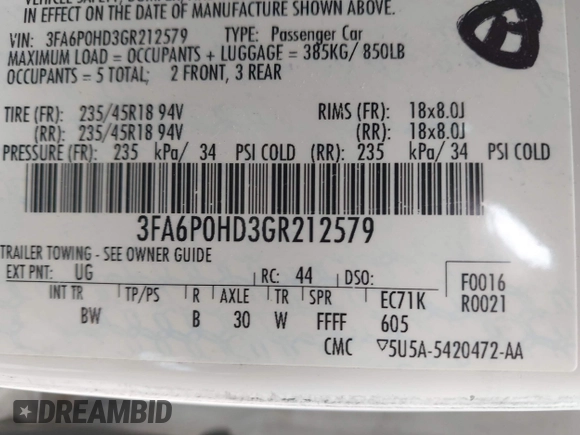 IN EFFECT ON THE DATE OF MANUFACTURE SHOWN ABOVE.
VIN: 3FA6P0HD3GR212579 TYPE: Passenger Car
MAXIMUM LOAD = OCCUPANTS + LUGGAGE = 385KG/ 850LB
OCCUPANTS = 5 TOTAL; 2 FRONT, 3 REAR
TIRE (FR): 235/45R18 94V RIMS (FR): 18x8.0J
(RR): 235/45R18 94V (RR): 18x8.0J
PRESSURE (FR): 235 kPa/ 34 PSI COLD (RR): 235 kPa/ 34 PSI COLD
3FA6P0HD3GR212579
TRAILER TOWING - SEE OWNER GUIDE
EXT PNT: UG RC: 44 DSO: F0016
INT TR TP/PS R AXLE TR SPR EC71K R0021
BW B 30 W FFFF 605
CMC ▽5U5A-5420472-AA
DREAMBID